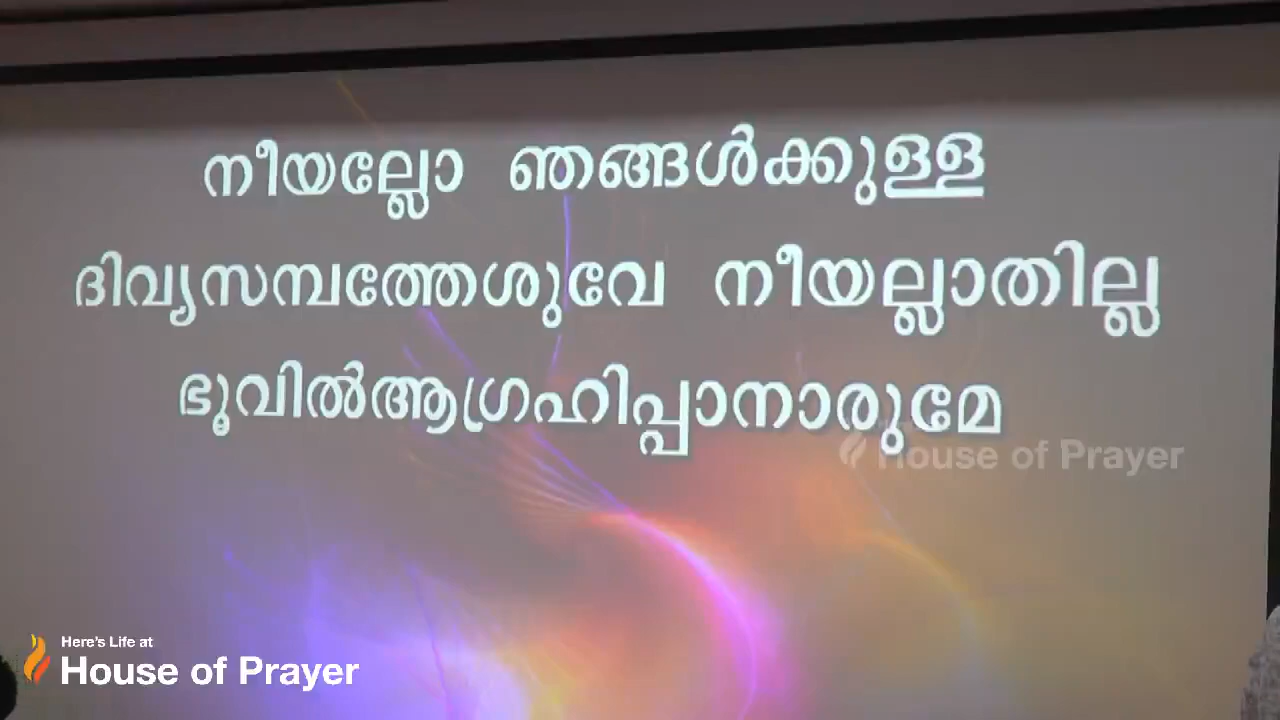 നീയല്ലോ ഞങ്ങൾക്കുള്ള
ദിവ്യസമ്പത്തേശുവേ നീയല്ലാതില്ല
ഭൂവിൽആഗ്രഹിപ്പാനാരുമേ
House of Prayer
Here's Life at
House of Prayer